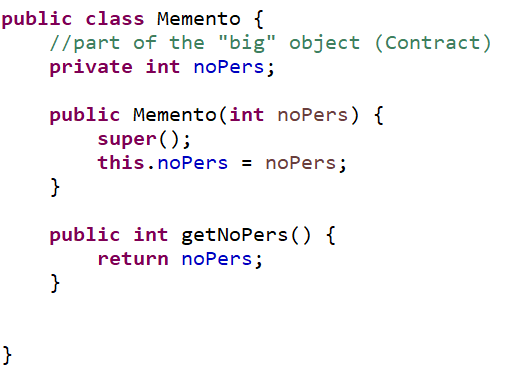 public class Memento {
    //part of the "big" object (Contract)
    private int noPers;

    public Memento(int noPers) {
        super();
        this.noPers = noPers;
    }

    public int getNoPers() {
        return noPers;
    }


}